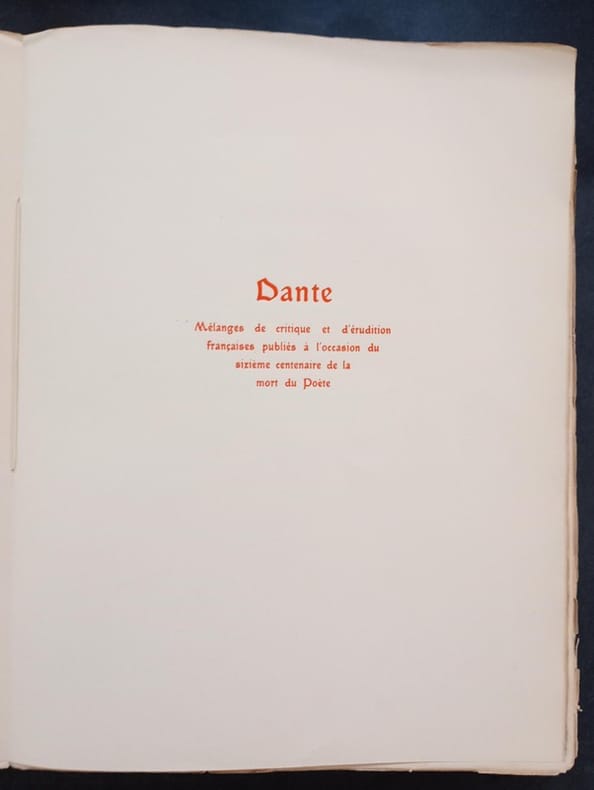 Dante
Mélanges de critique et d'érudition
françaises publiés à l'occasion du
sixième centenaire de la
mort du Poète